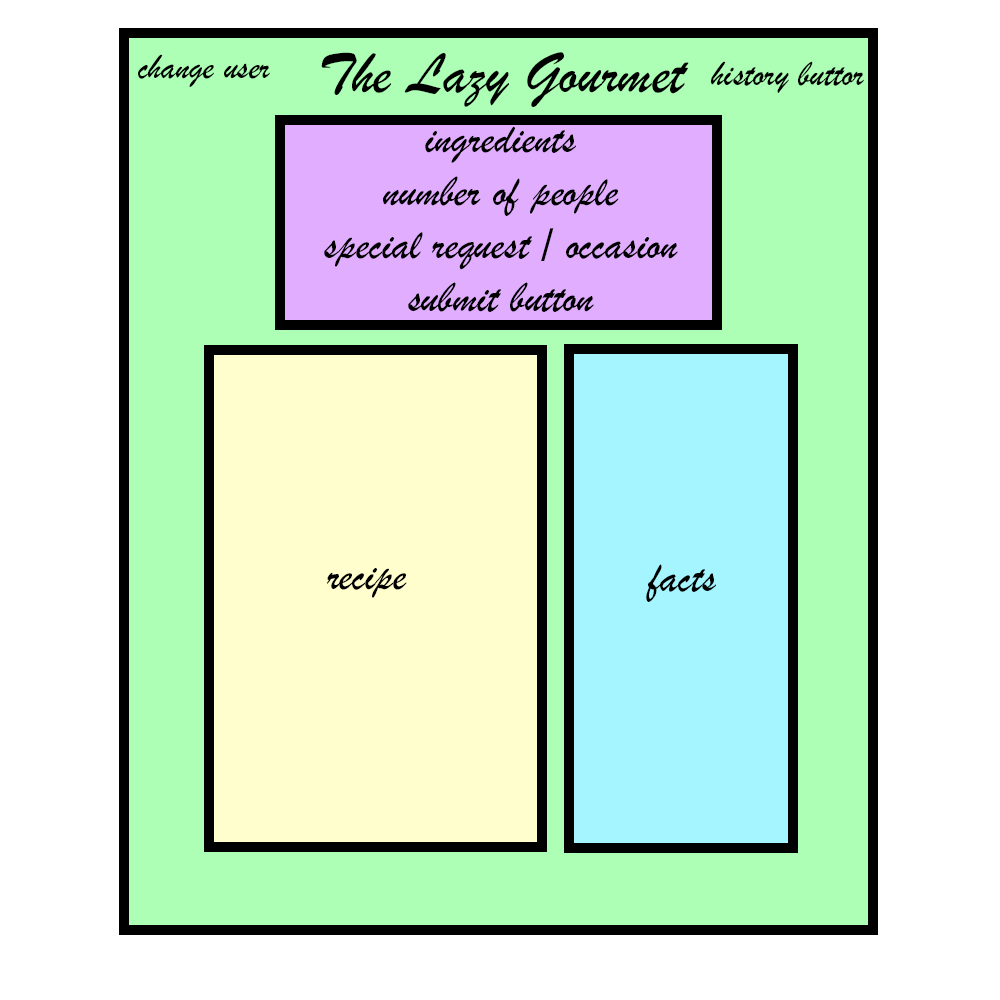 change user
The Lazy Gourmet
history buttor
ingredients
number of people
special request / occasion
submit button
recipe
facts